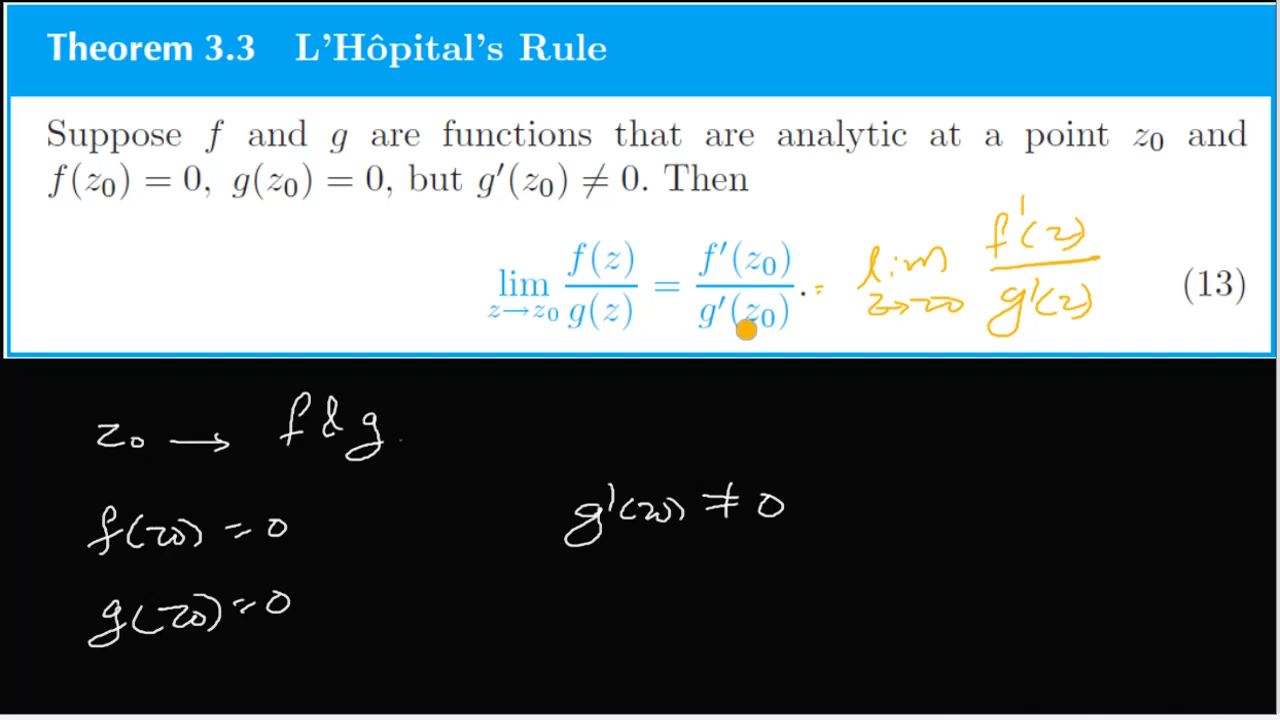 Theorem 3.3 L'Hôpital's Rule
Suppose f and g are functions that are analytic at a point z₀ and
f(z₀) = 0, g(z₀) = 0, but g′(z₀) ≠ 0. Then
lim z→z₀ f(z)/g(z) = f′(z₀)/g′(z₀). = lim z→z₀ f'(z)/g'(z) (13)
z₀ → f & g
f(z₀) = 0
g'(z₀) ≠ 0
g(z₀) = 0